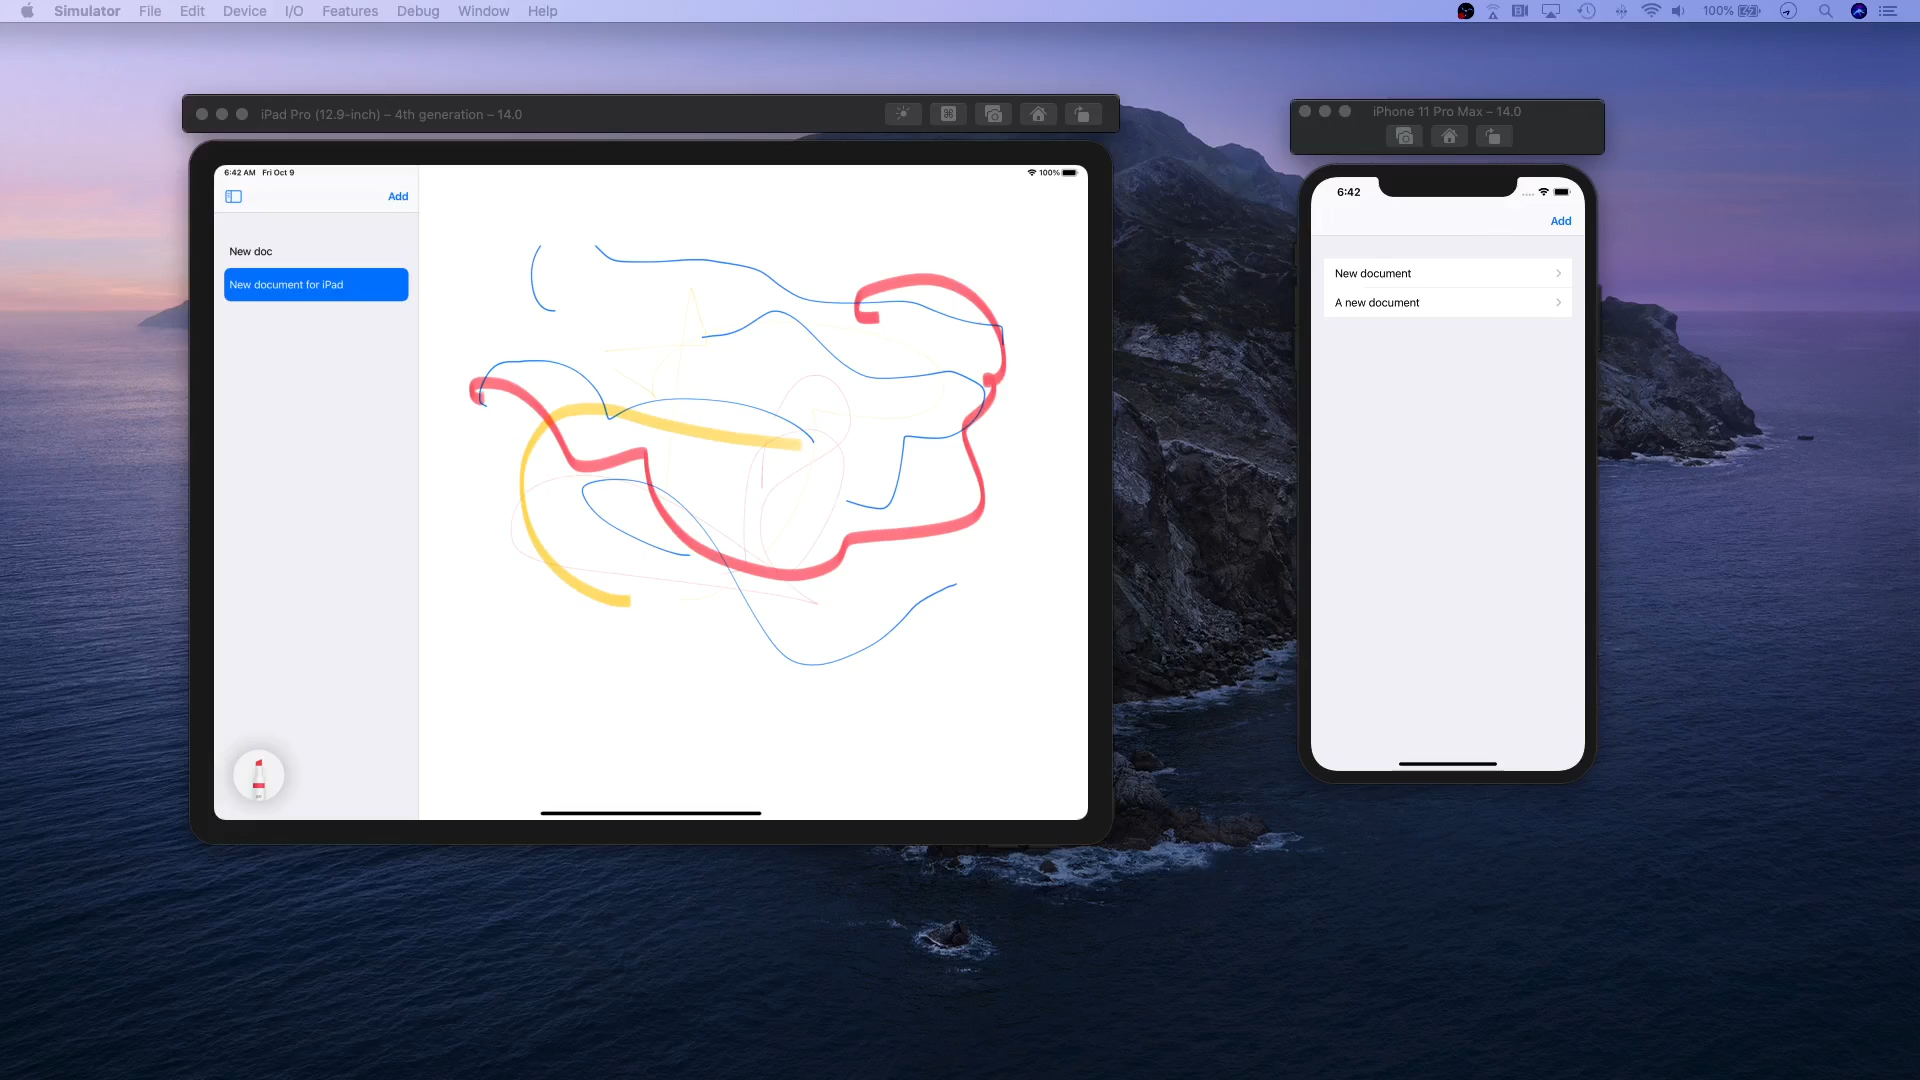 Simulator File Edit Device I/O Features Debug Window Help 100%
iPad Pro (12.9-inch) – 4th generation – 14.0
6:42 AM Fri Oct 9 100%
Add
New doc
New document for iPad
iPhone 11 Pro Max – 14.0
6:42
Add
New document
A new document